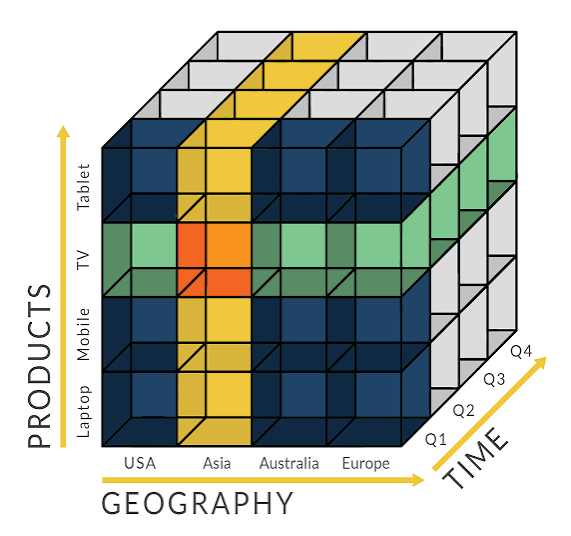 PRODUCTS
Tablet
TV
Mobile
Laptop
USA Asia Australia Europe
GEOGRAPHY
Q1
Q2
Q3
Q4
TIME